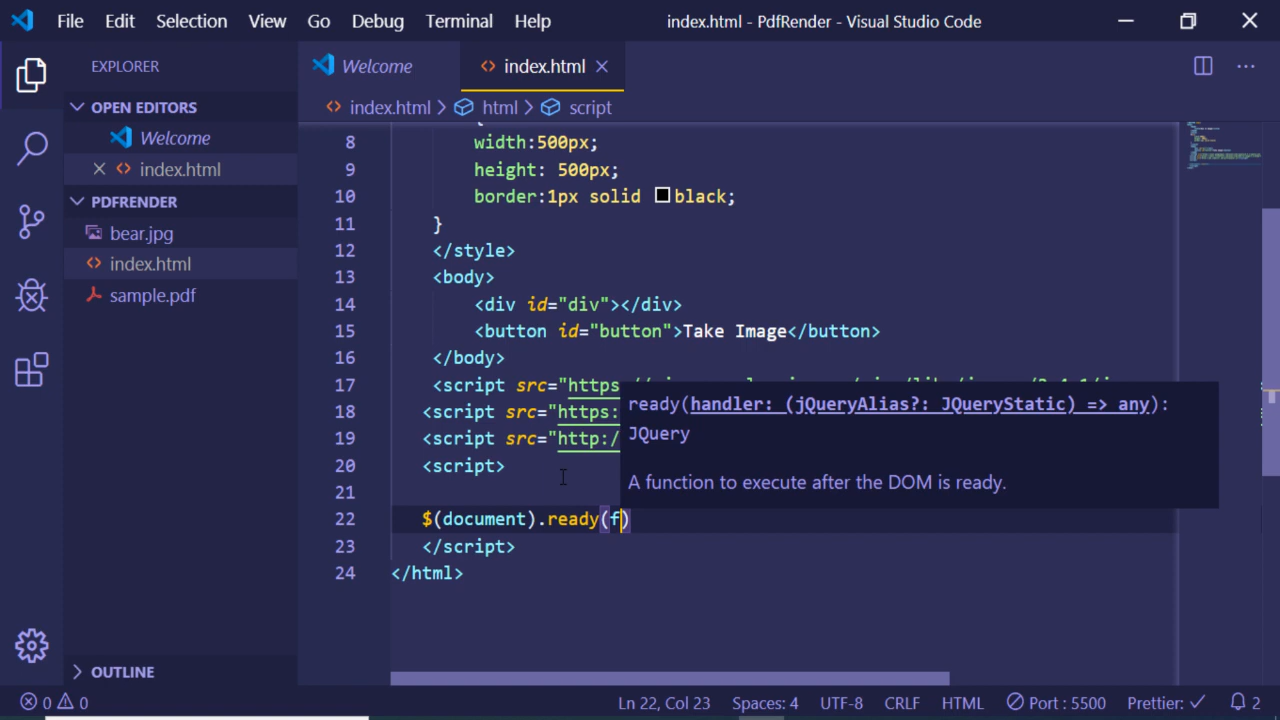 File Edit Selection View Go Debug Terminal Help index.html - PdfRender - Visual Studio Code
EXPLORER
OPEN EDITORS
Welcome
index.html
PDFRENDER
bear.jpg
index.html
sample.pdf
OUTLINE
Welcome index.html
index.html > html > script
8 width:500px;
9 height: 500px;
10 border:1px solid black;
11 }
12 </style>
13 <body>
14 <div id="div"></div>
15 <button id="button">Take Image</button>
16 </body>
17 <script src="https
18 <script src="https:
19 <script src="http:/
20 <script>
21
22 $(document).ready(f)
23 </script>
24 </html>
ready(handler: (jQueryAlias?: JQueryStatic) => any):
JQuery
A function to execute after the DOM is ready.
0 0 Ln 22, Col 23 Spaces: 4 UTF-8 CRLF HTML Port : 5500 Prettier: ✓ 2